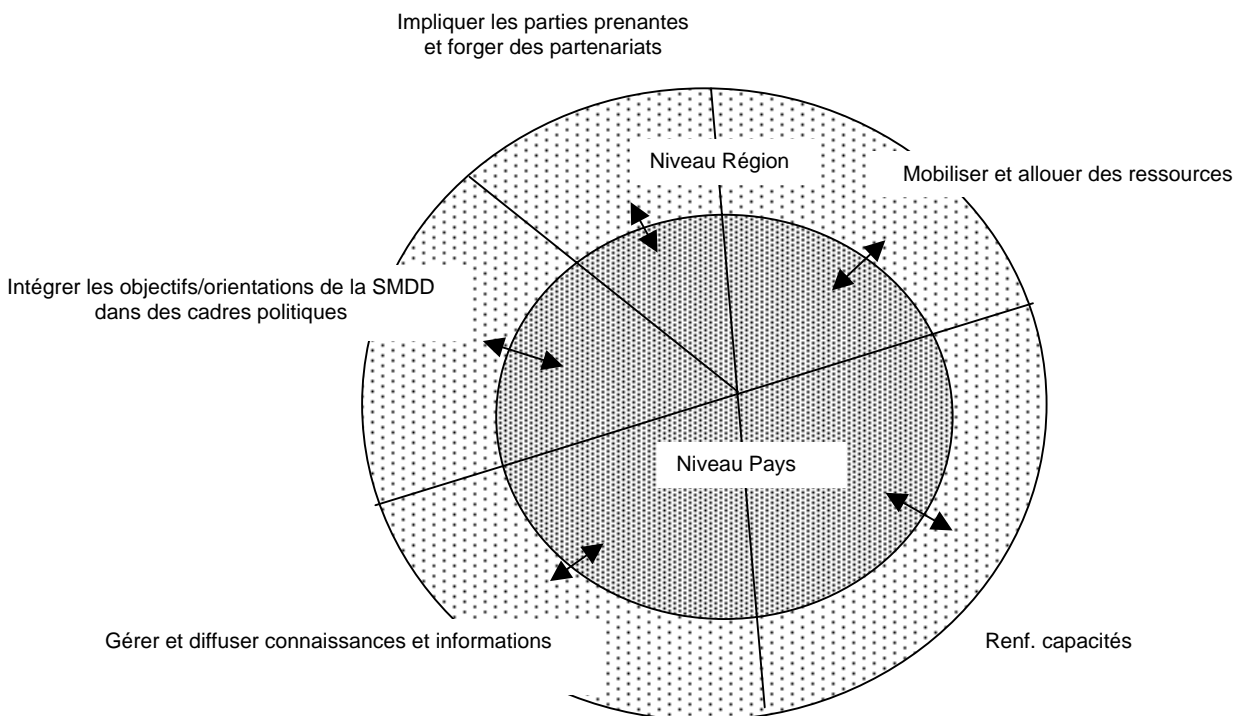 Impliquer les parties prenantes
et forger des partenariats
Niveau Région
Mobiliser et allouer des ressources
Intégrer les objectifs/orientations de la SMDD
dans des cadres politiques
Niveau Pays
Gérer et diffuser connaissances et informations
Renf. capacités